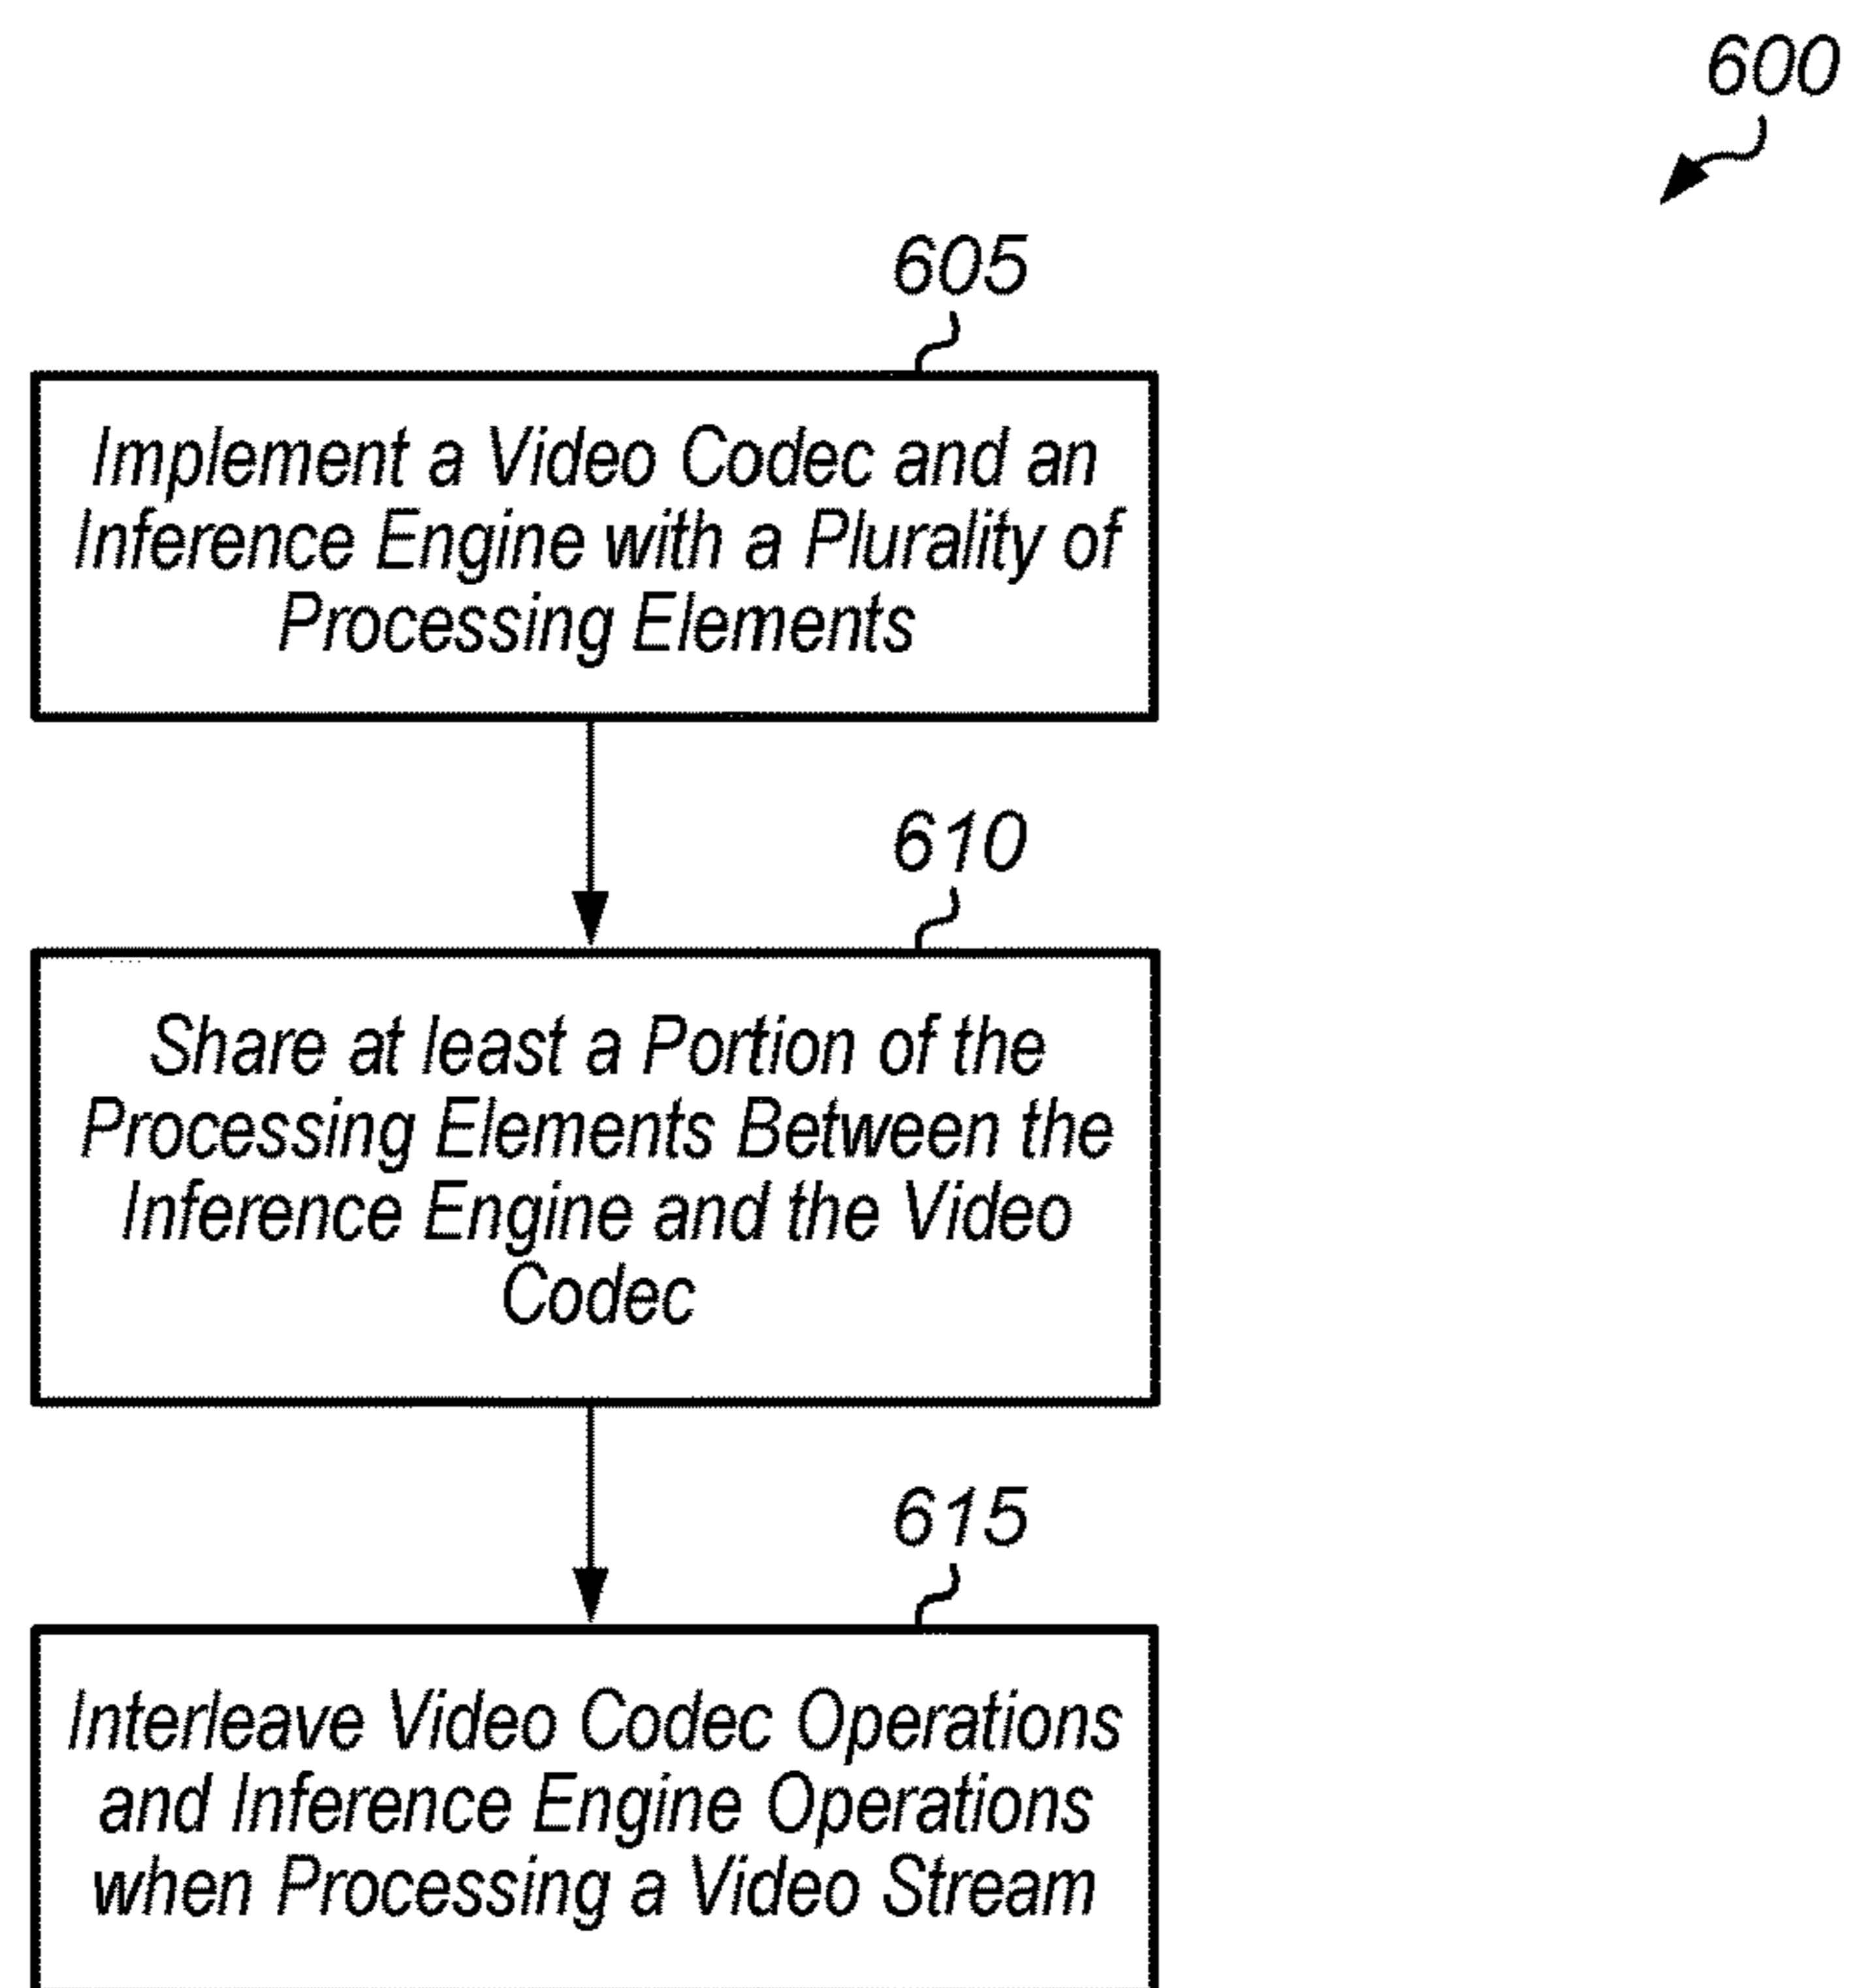 600
605
Implement a Video Codec and an
Inference Engine with a Plurality of
Processing Elements
610
Share at least a Portion of the
Processing Elements Between the
Inference Engine and the Video
Codec
615
Interleave Video Codec Operations
and Inference Engine Operations
when Processing a Video Stream